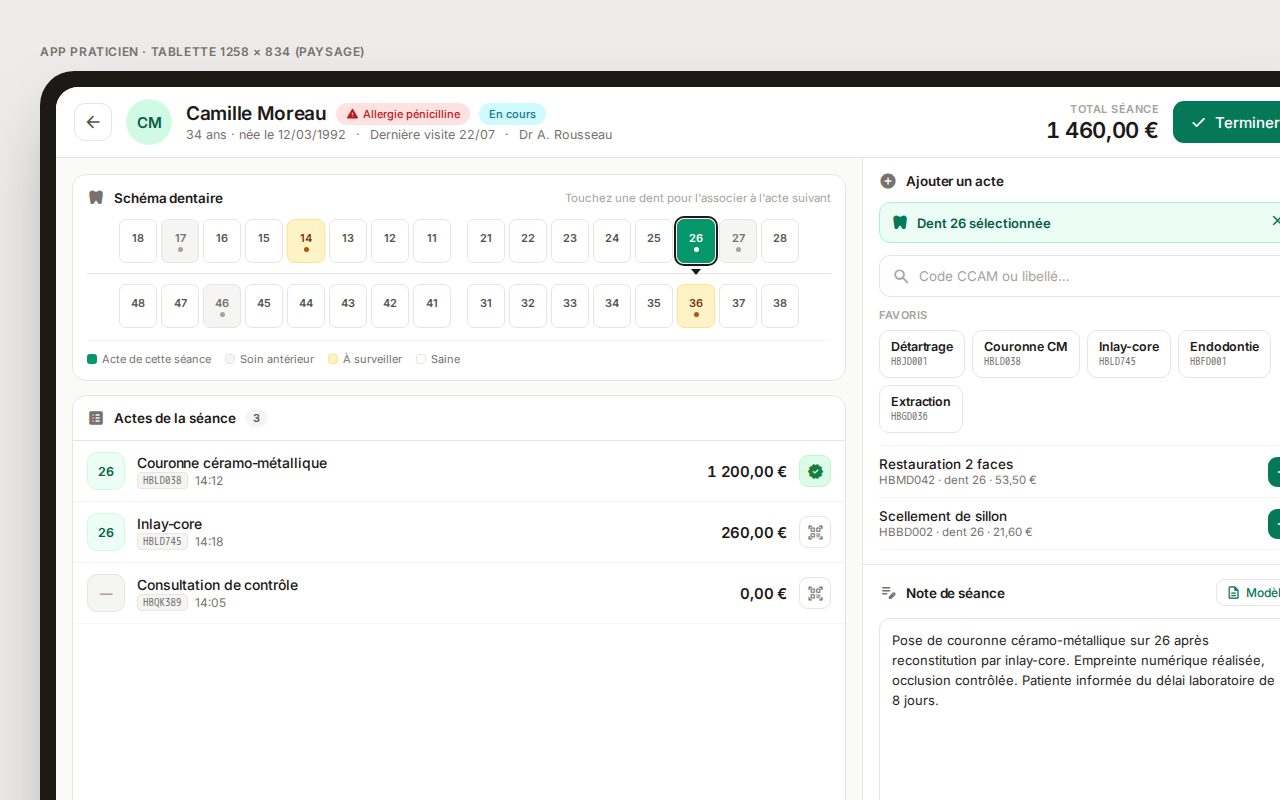 APP PRATICIEN · TABLETTE 1258 × 834 (PAYSAGE)
CM
Camille Moreau
Allergie pénicilline
En cours
34 ans · née le 12/03/1992 · Dernière visite 22/07 · Dr A. Rousseau
TOTAL SÉANCE
1 460,00 €
Terminer
Schéma dentaire
Touchez une dent pour l'associer à l'acte suivant
18 17 16 15 14 13 12 11 21 22 23 24 25 26 27 28
48 47 46 45 44 43 42 41 31 32 33 34 35 36 37 38
Acte de cette séance
Soin antérieur
À surveiller
Saine
Actes de la séance 3
26
Couronne céramo-métallique
HBLD038 14:12
1 200,00 €
26
Inlay-core
HBLD745 14:18
260,00 €
—
Consultation de contrôle
HBQK389 14:05
0,00 €
Ajouter un acte
Dent 26 sélectionnée
Code CCAM ou libellé…
FAVORIS
Détartrage
HBJD001
Couronne CM
HBLD038
Inlay-core
HBLD745
Endodontie
HBFD001
Extraction
HBGD036
Restauration 2 faces
HBMD042 · dent 26 · 53,50 €
Scellement de sillon
HBBD002 · dent 26 · 21,60 €
Note de séance
Modèl
Pose de couronne céramo-métallique sur 26 après
reconstitution par inlay-core. Empreinte numérique réalisée,
occlusion contrôlée. Patiente informée du délai laboratoire de
8 jours.